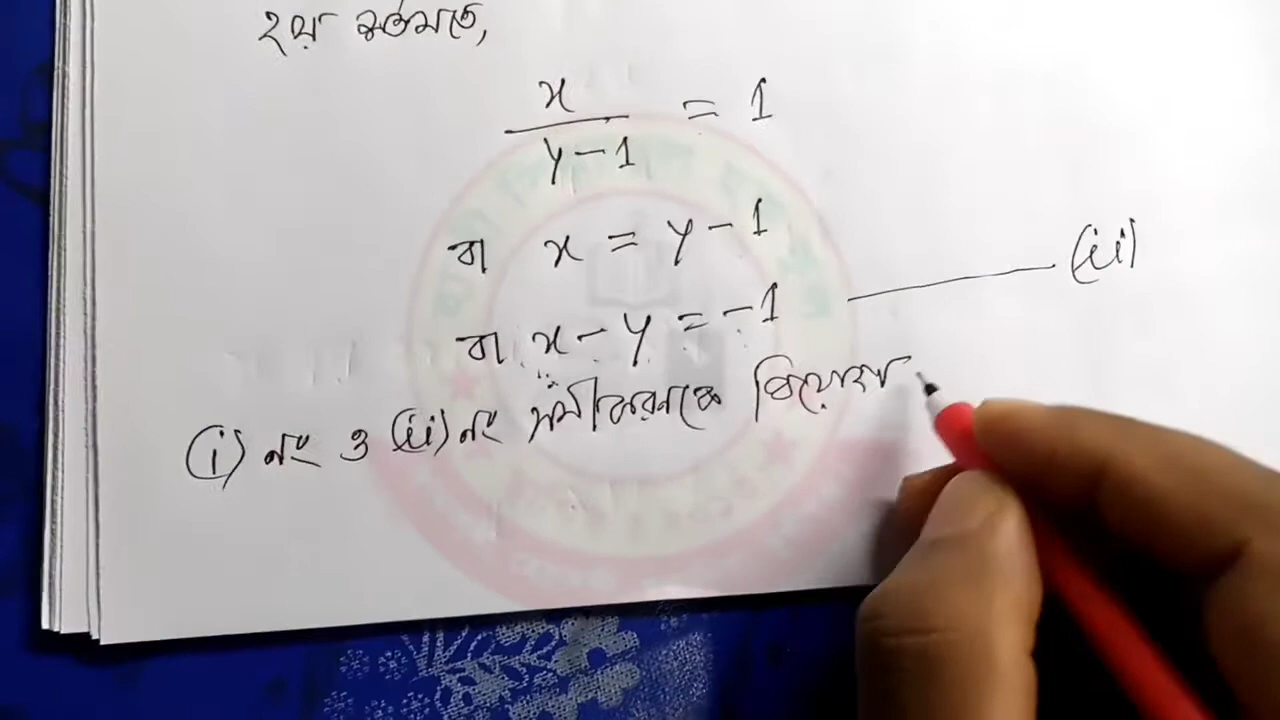 ২য় শর্তমতে,
x / y-1 = 1
বা x = y-1
বা x-y = -1 (ii)
(i) নং ও (ii) নং সমীকরণকে বিয়োগ